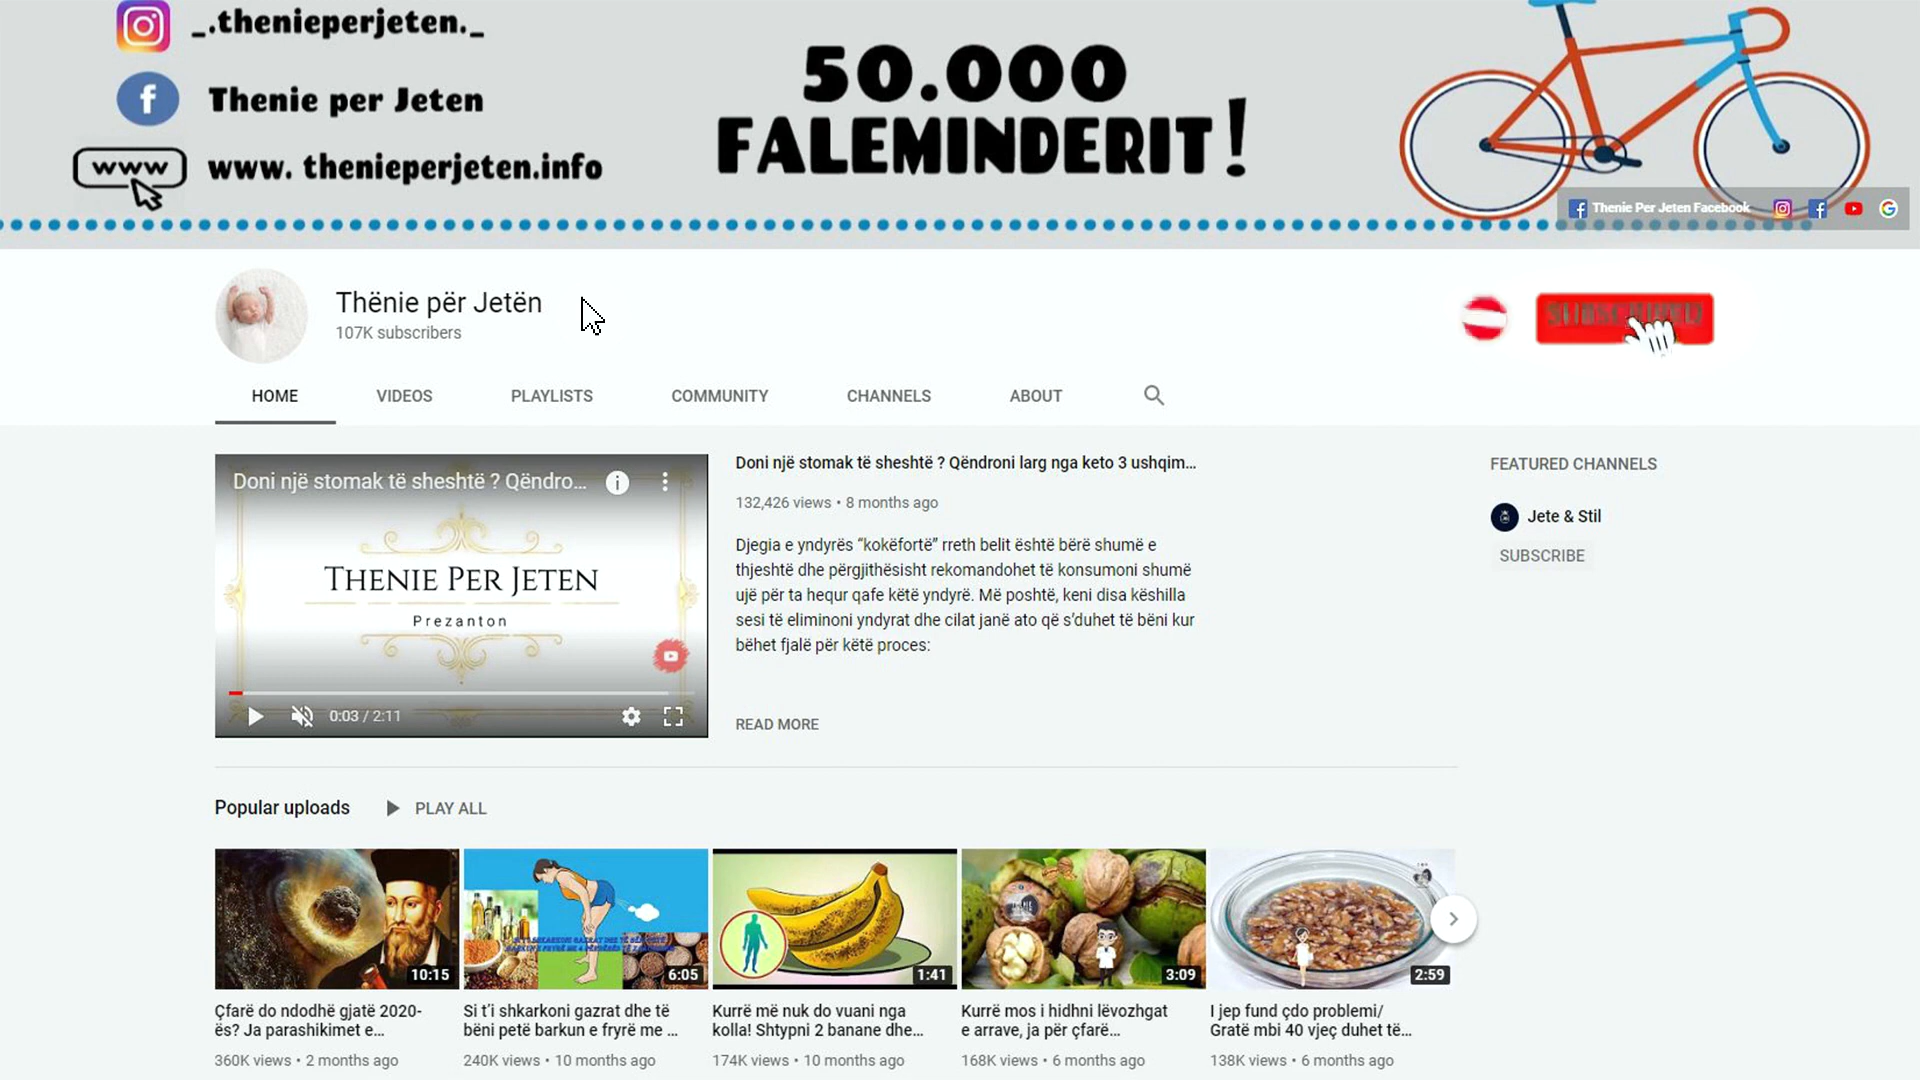 _.thenieperjeten._
Thenie per Jeten
www
www. thenieperjeten.info
50.000
FALEMINDERIT!
Thenie Per Jeten Facebook
Thënie për Jetën
107K subscribers
HOME
VIDEOS
PLAYLISTS
COMMUNITY
CHANNELS
ABOUT
Doni një stomak të sheshtë ? Qëndro...
THENIE PER JETEN
Prezanton
0:03 / 2:11
Doni një stomak të sheshtë ? Qëndroni larg nga keto 3 ushqim...
132,426 views • 8 months ago
Djegia e yndyrës “kokëfortë” rreth belit është bërë shumë e
thjeshtë dhe përgjithësisht rekomandohet të konsumoni shumë
ujë për ta hequr qafe këtë yndyrë. Më poshtë, keni disa këshilla
sesi të eliminoni yndyrat dhe cilat janë ato që s’duhet të bëni kur
bëhet fjalë për këtë proces:
READ MORE
FEATURED CHANNELS
Jete & Stil
SUBSCRIBE
Popular uploads
PLAY ALL
10:15
6:05
1:41
3:09
2:59
Çfarë do ndodhë gjatë 2020-
ës? Ja parashikimet e...
360K views • 2 months ago
Si t’i shkarkoni gazrat dhe të
bëni petë barkun e fryrë me ...
240K views • 10 months ago
Kurrë më nuk do vuani nga
kolla! Shtypni 2 banane dhe...
174K views • 10 months ago
Kurrë mos i hidhni lëvozhgat
e arrave, ja për çfarë...
168K views • 6 months ago
I jep fund çdo problemi/
Gratë mbi 40 vjeç duhet të...
138K views • 6 months ago